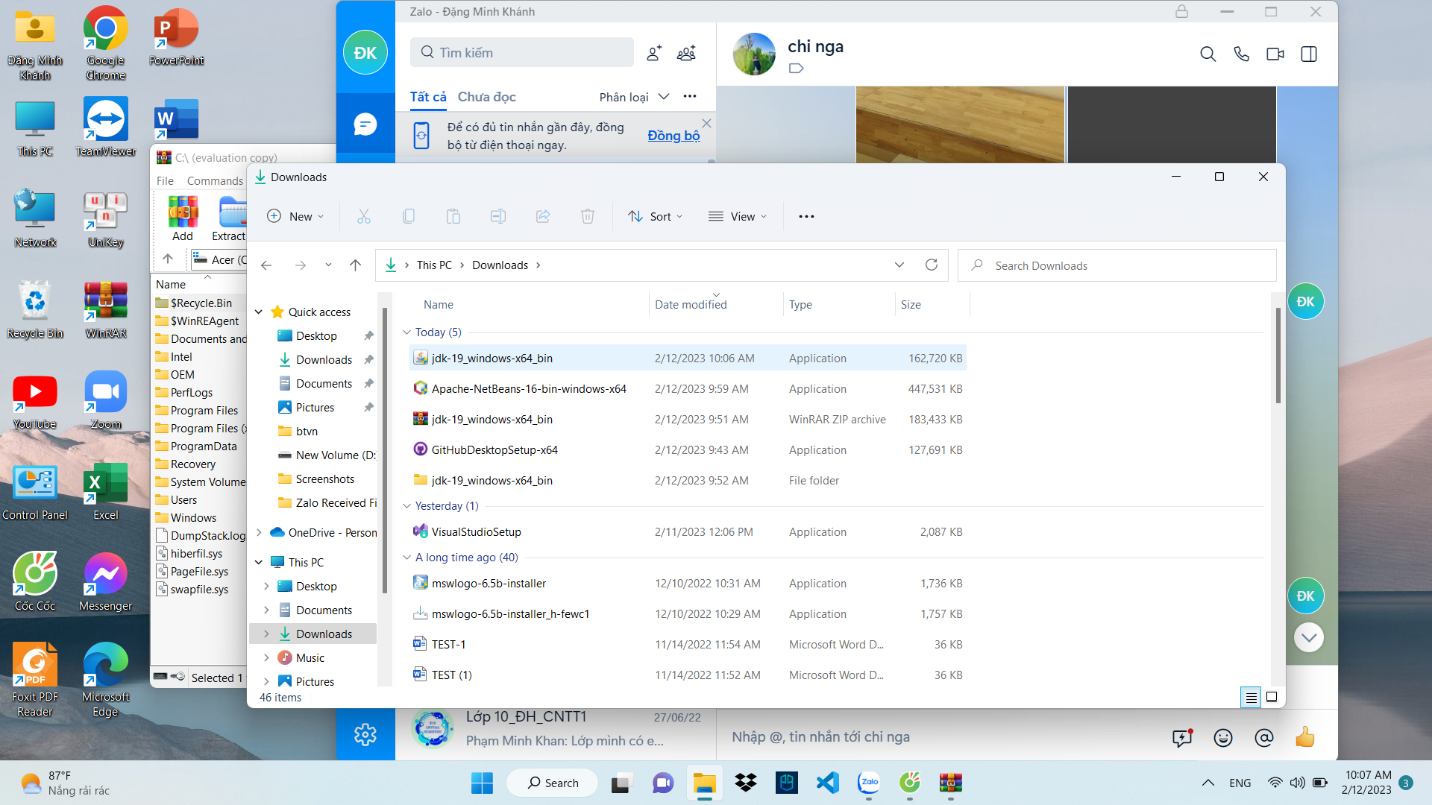 Đặng Minh Khánh
Google Chrome
PowerPoint
This PC
TeamViewer
W
Network
UniKey
Recycle Bin
WinRAR
YouTube
Zoom
Control Panel
Excel
Cốc Cốc
Messenger
Foxit PDF Reader
Microsoft Edge
Zalo - Đặng Minh Khánh
ĐK
Tìm kiếm
Tất cả
Chưa đọc
Phân loại
Để có đủ tin nhắn gần đây, đồng
bộ từ điện thoại ngay.
Đồng bộ
chi nga
C:\ (evaluation copy)
File Commands
Add
Extract
Acer (C
Name
$Recycle.Bin
$WinREAgent
Documents and
Intel
OEM
PerfLogs
Program Files
Program Files (x
ProgramData
Recovery
System Volume
Users
Windows
DumpStack.log
hiberfil.sys
PageFile.sys
swapfile.sys
Selected 1
Downloads
New
Sort
View
This PC > Downloads >
Search Downloads
Quick access
Desktop
Downloads
Documents
Pictures
btvn
New Volume (D:
Screenshots
Zalo Received Fi
OneDrive - Person
This PC
Desktop
Documents
Downloads
Music
Pictures
46 items
Name Date modified Type Size
Today (5)
jdk-19_windows-x64_bin 2/12/2023 10:06 AM Application 162,720 KB
Apache-NetBeans-16-bin-windows-x64 2/12/2023 9:59 AM Application 447,531 KB
jdk-19_windows-x64_bin 2/12/2023 9:51 AM WinRAR ZIP archive 183,433 KB
GitHubDesktopSetup-x64 2/12/2023 9:43 AM Application 127,691 KB
jdk-19_windows-x64_bin 2/12/2023 9:52 AM File folder
Yesterday (1)
VisualStudioSetup 2/11/2023 12:06 PM Application 2,087 KB
A long time ago (40)
mswlogo-6.5b-installer 12/10/2022 10:31 AM Application 1,736 KB
mswlogo-6.5b-installer_h-fewc1 12/10/2022 10:29 AM Application 1,757 KB
TEST-1 11/14/2022 11:54 AM Microsoft Word D... 36 KB
TEST (1) 11/14/2022 11:52 AM Microsoft Word D... 36 KB
ĐK
ĐK
Lớp 10_ĐH_CNTT1 27/06/22
Phạm Minh Khan: Lớp mình có e...
Nhập @, tin nhắn tới chi nga
87°F
Nắng rải rác
Search
Zalo
ENG
10:07 AM
2/12/2023
3